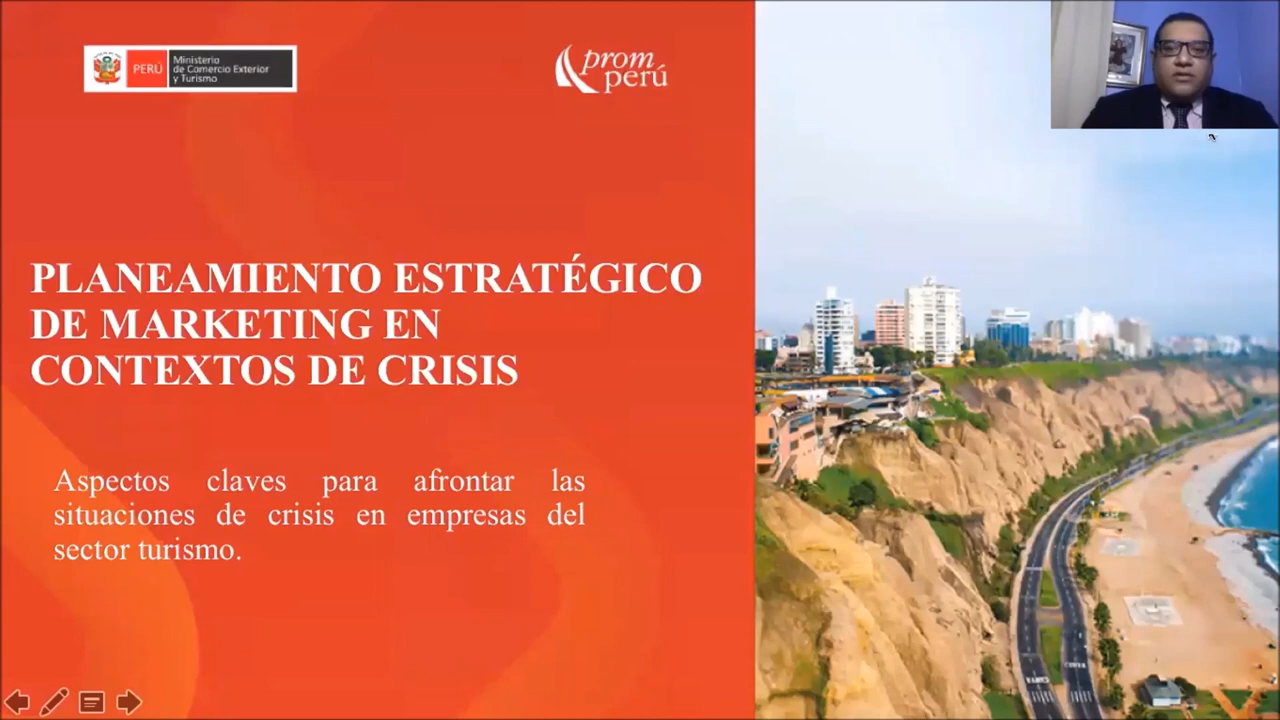 PERÚ
Ministerio
de Comercio Exterior
y Turismo
prom
perú
PLANEAMIENTO ESTRATÉGICO
DE MARKETING EN
CONTEXTOS DE CRISIS
Aspectos claves para afrontar las
situaciones de crisis en empresas del
sector turismo.